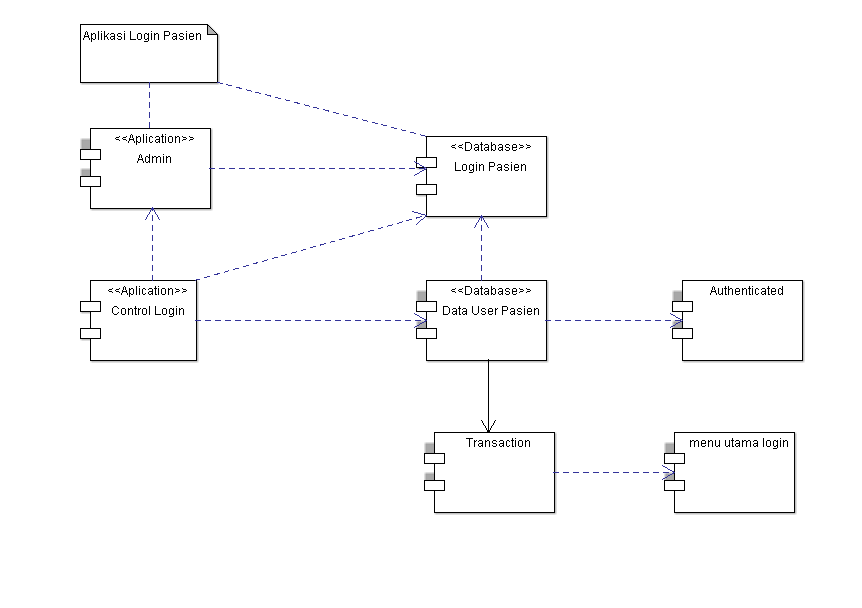 Aplikasi Login Pasien
<<Aplication>>
Admin
<<Database>>
Login Pasien
<<Aplication>>
Control Login
<<Database>>
Data User Pasien
Authenticated
Transaction
menu utama login